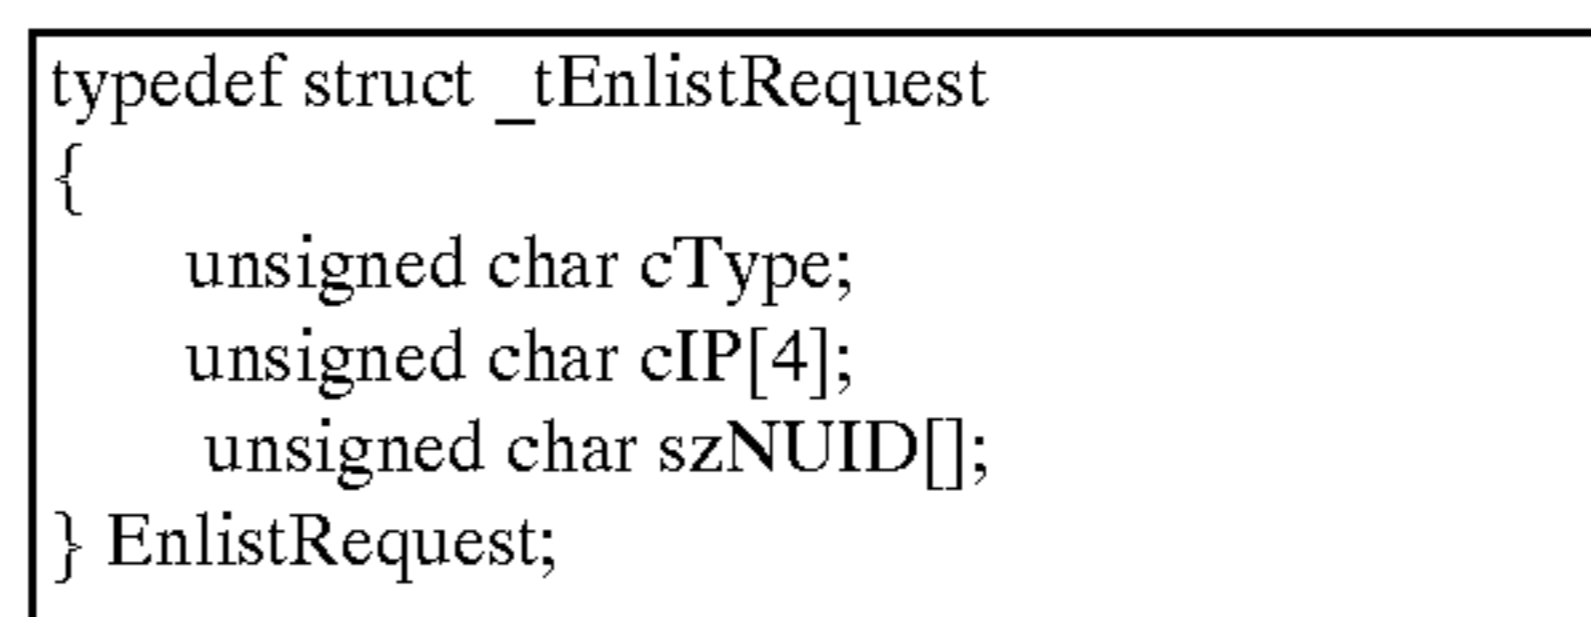 typedef struct _tEnlistRequest
{
unsigned char cType;
unsigned char cIP[4];
unsigned char szNUID[];
} EnlistRequest;